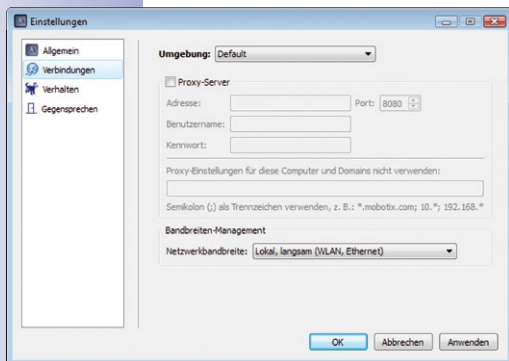 Einstellungen
Allgemein
Verbindungen
Verhalten
Gegensprechen
Umgebung: Default
Proxy-Server
Adresse: Port: 8080
Benutzername:
Kennwort:
Proxy-Einstellungen für diese Computer und Domains nicht verwenden:
Semikolon (;) als Trennzeichen verwenden, z. B.: *.mobotix.com; 10.*; 192.168.*
Bandbreiten-Management
Netzwerkbandbreite: Lokal, langsam (WLAN, Ethernet)
OK Abbrechen Anwenden